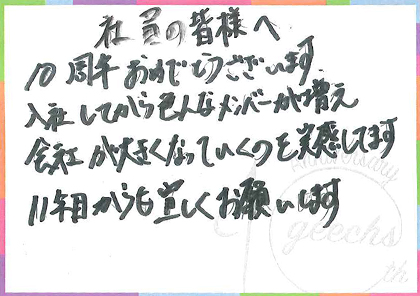 社員の皆様へ
10周年おめでとうございます
入社してから色んなメンバーが増え
会社が大きくなっていくのを実感してます
11年目からも宜しくお願いします
Anniversary
geechs
th